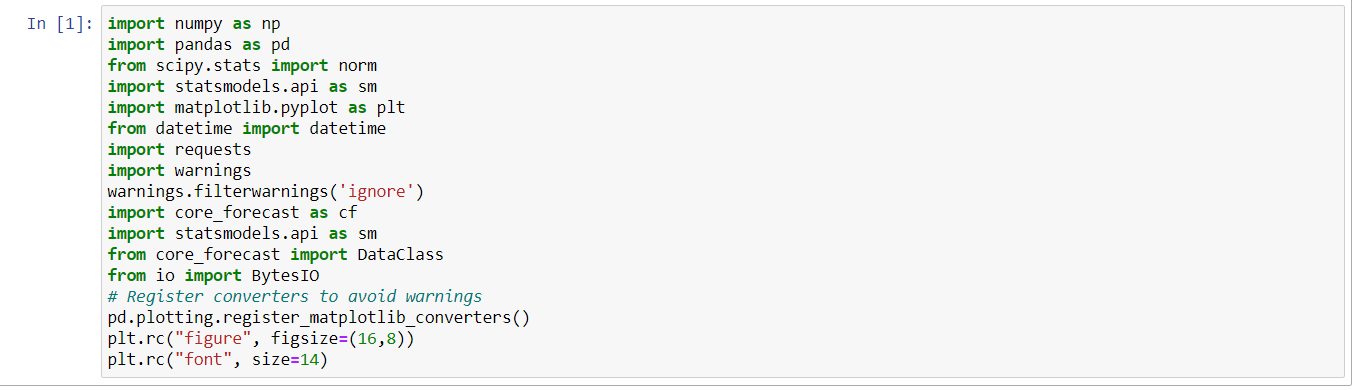 In [1]: import numpy as np
import pandas as pd
from scipy.stats import norm
import statsmodels.api as sm
import matplotlib.pyplot as plt
from datetime import datetime
import requests
import warnings
warnings.filterwarnings('ignore')
import core_forecast as cf
import statsmodels.api as sm
from core_forecast import DataClass
from io import BytesIO
# Register converters to avoid warnings
pd.plotting.register_matplotlib_converters()
plt.rc("figure", figsize=(16,8))
plt.rc("font", size=14)